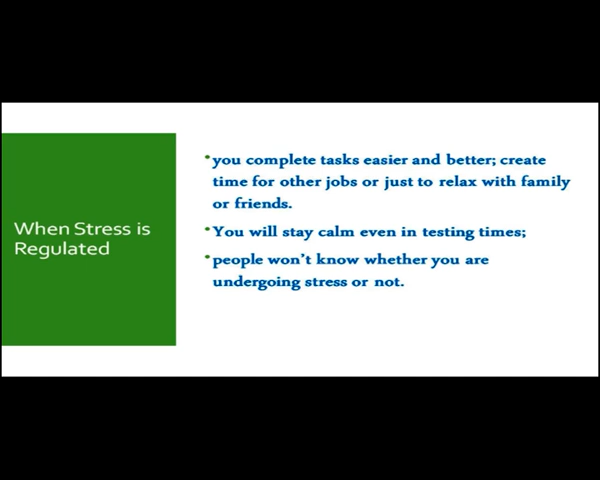 When Stress is
Regulated
•you complete tasks easier and better; create
time for other jobs or just to relax with family
or friends.
•You will stay calm even in testing times;
•people won't know whether you are
undergoing stress or not.